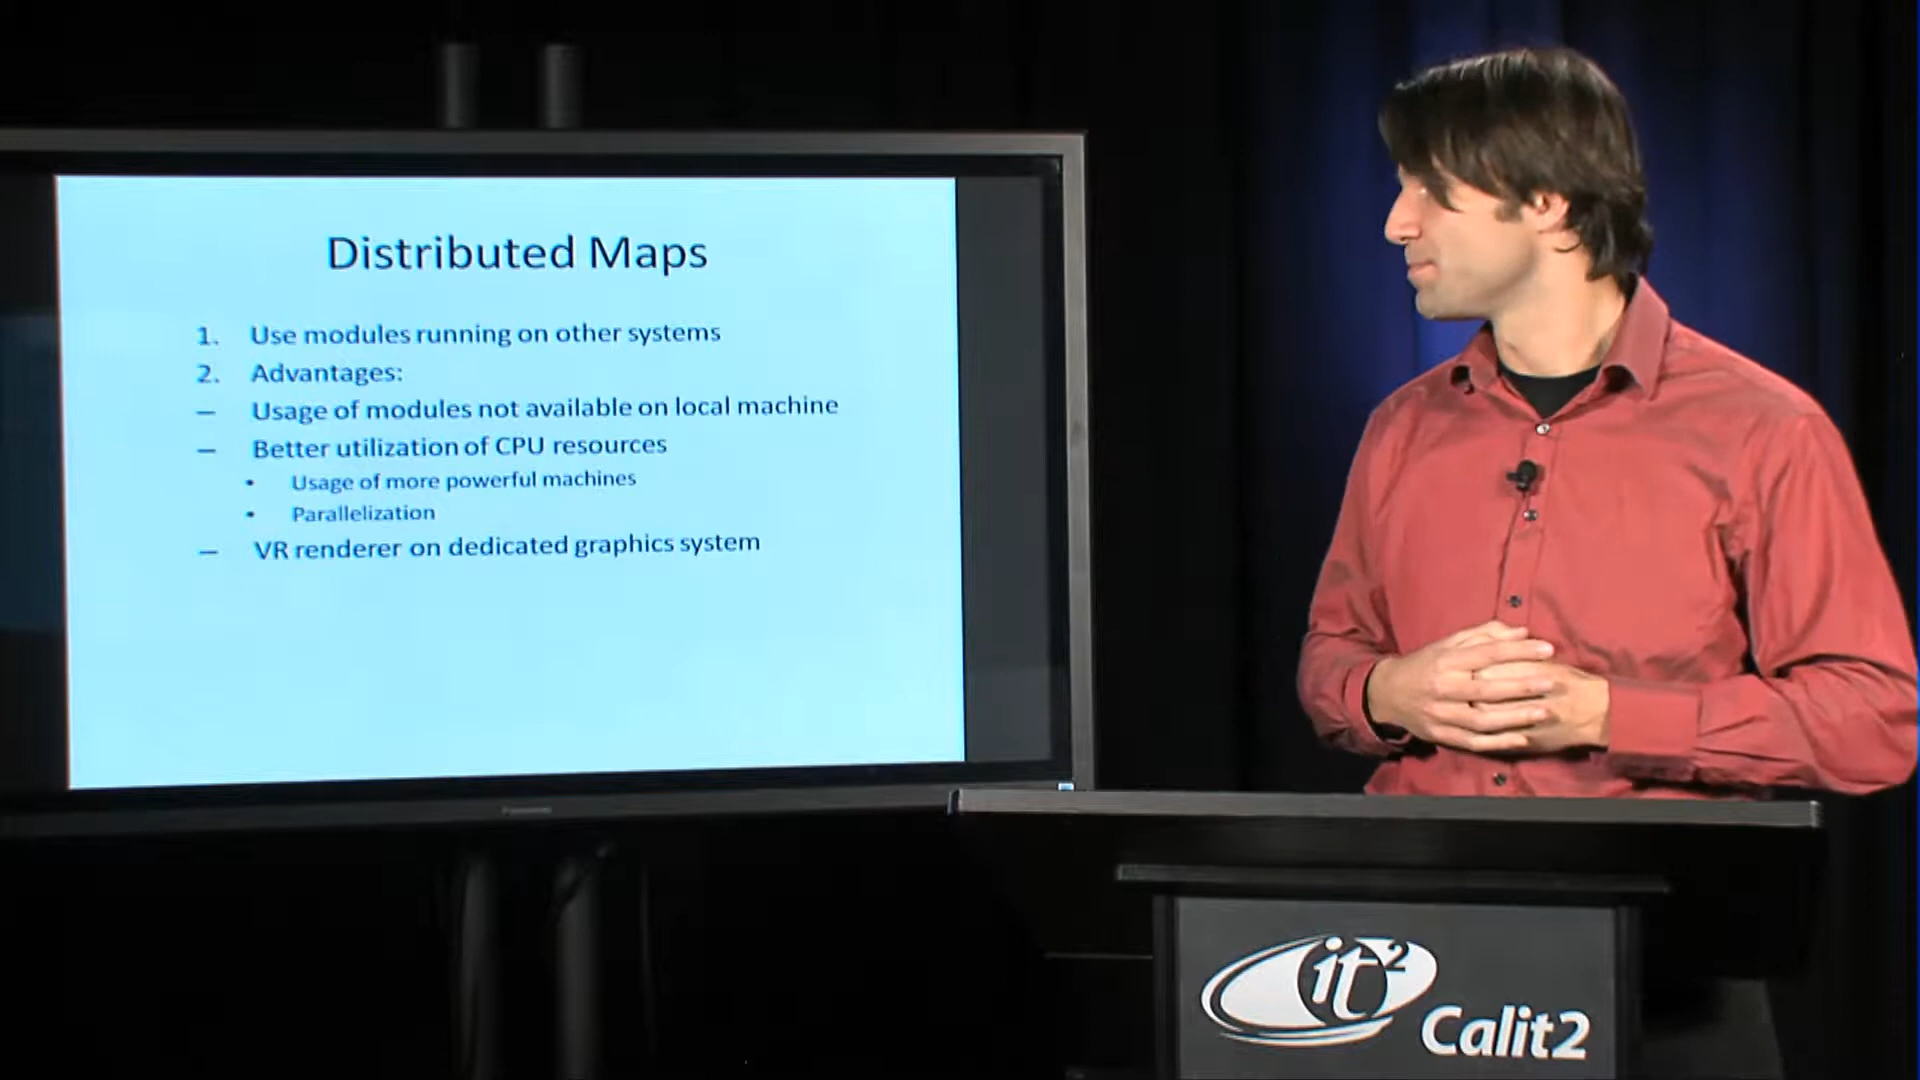 Distributed Maps
1. Use modules running on other systems
2. Advantages:
– Usage of modules not available on local machine
– Better utilization of CPU resources
• Usage of more powerful machines
• Parallelization
– VR renderer on dedicated graphics system
it2
Calit2